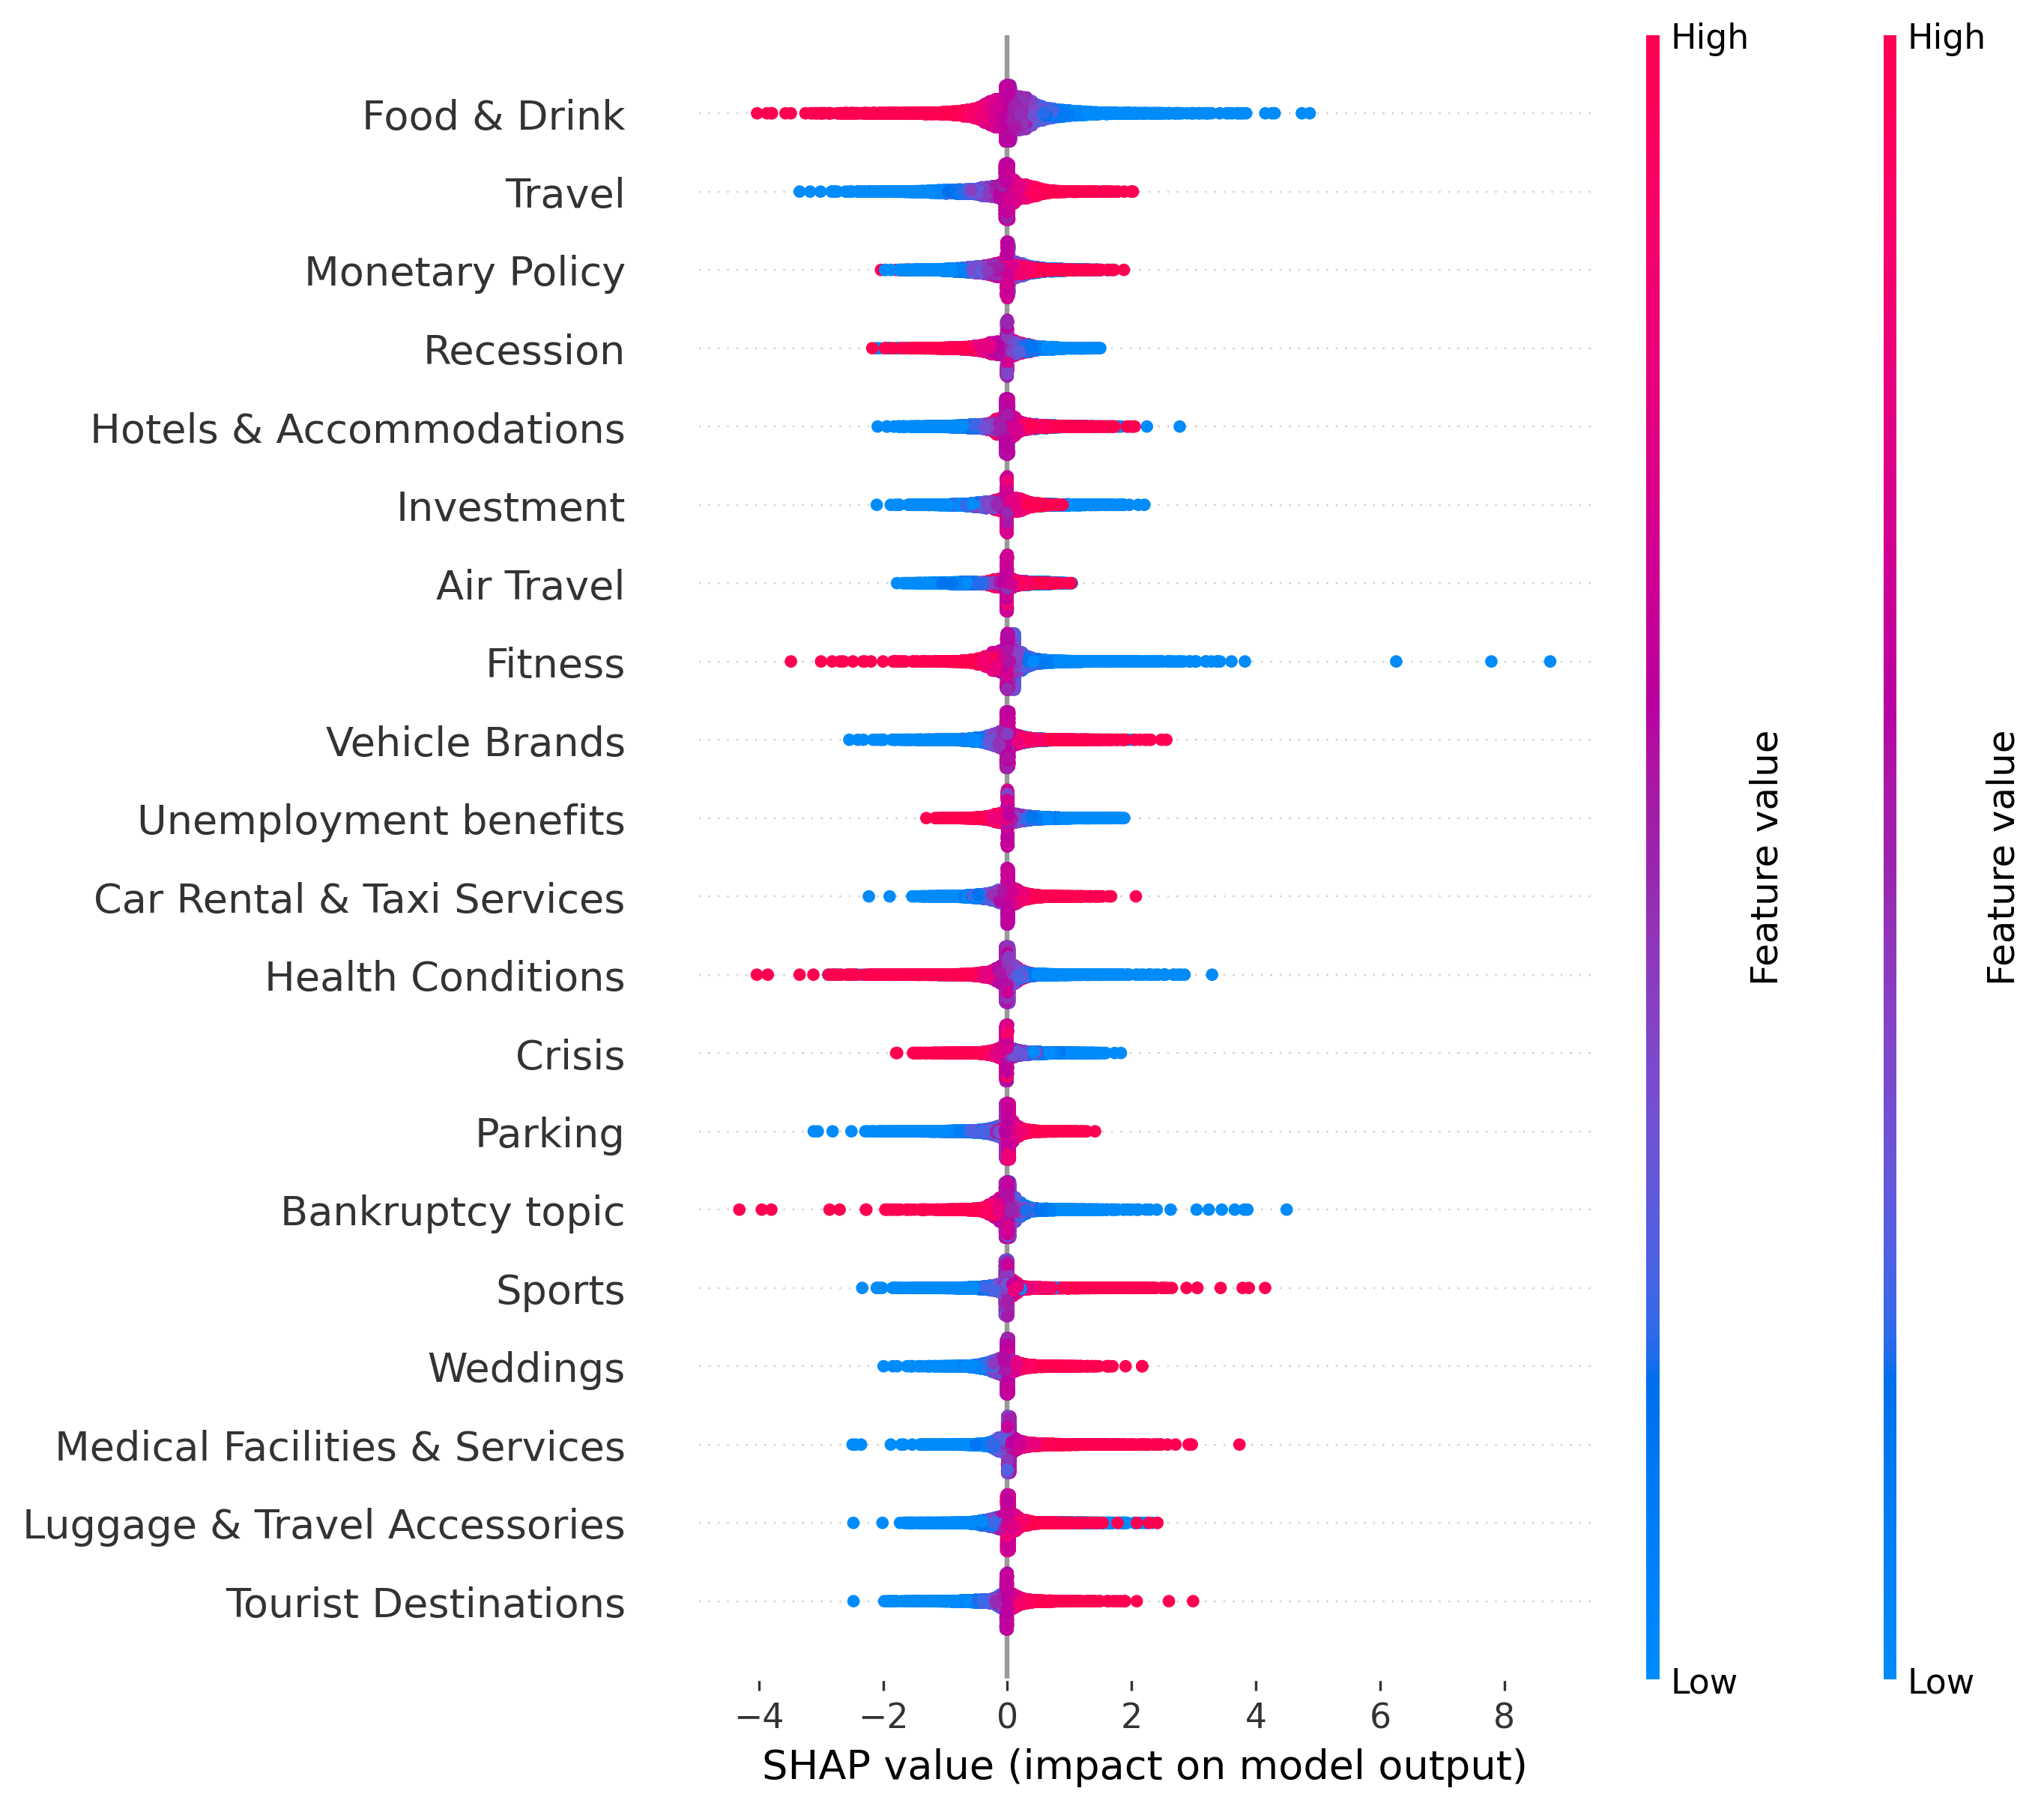 High
High
Food & Drink
Travel
Monetary Policy
Recession
Hotels & Accommodations
Investment
Air Travel
Fitness
Vehicle Brands
Unemployment benefits
Car Rental & Taxi Services
Health Conditions
Crisis
Parking
Bankruptcy topic
Sports
Weddings
Medical Facilities & Services
Luggage & Travel Accessories
Tourist Destinations
Feature value
Feature value
Low
Low
−4 −2 0 2 4 6 8
SHAP value (impact on model output)